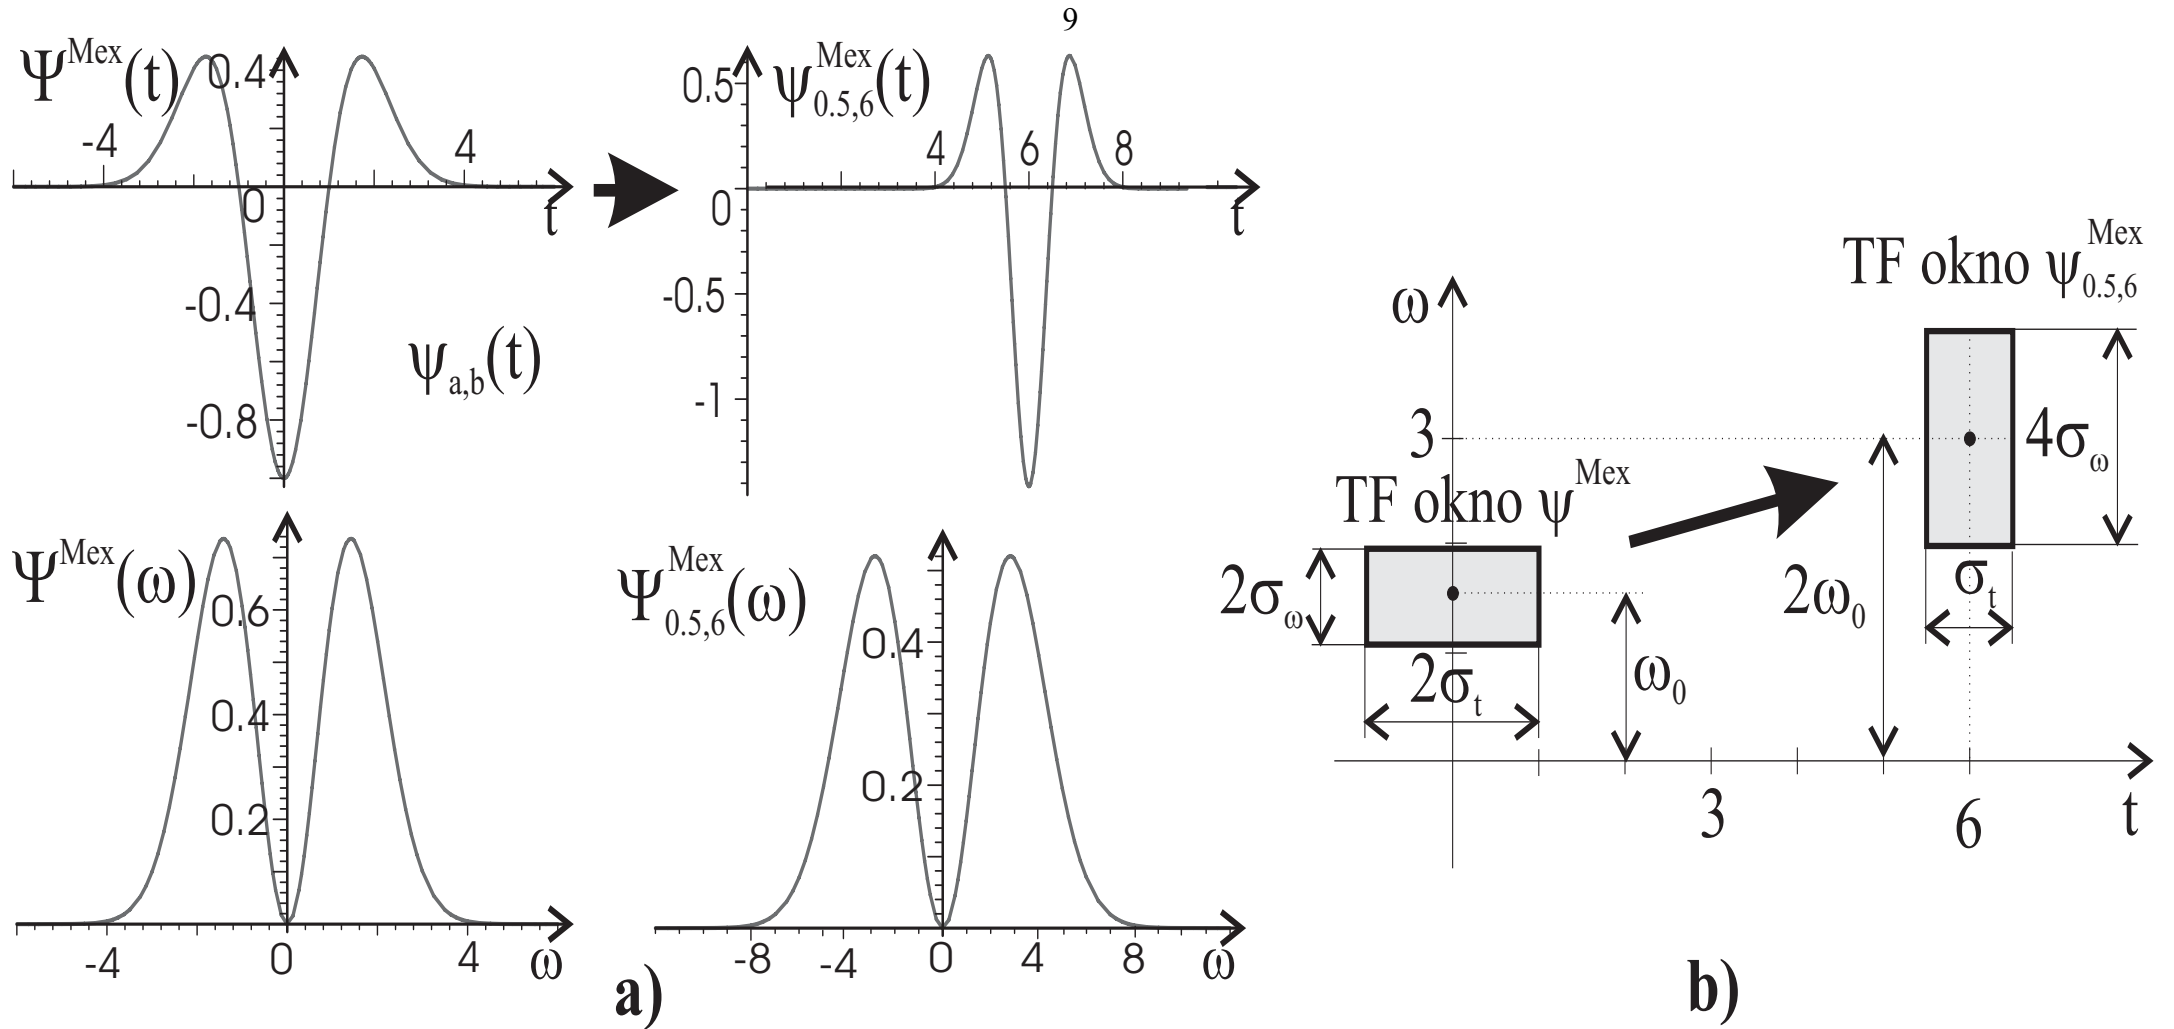 9
Ψ^Mex(t)
0.4
-4
4
0
t
-0.4
-0.8
ψ_a,b(t)
ψ^Mex_0.5,6(t)
0.5
4
6
8
0
t
-0.5
-1
Ψ^Mex(ω)
0.6
0.4
0.2
-4
0
4
ω
Ψ^Mex_0.5,6(ω)
0.4
0.2
-8
-4
0
4
8
ω
a)
TF okno ψ^Mex_0.5,6
ω
3
4σ_ω
TF okno ψ^Mex
2σ_ω
2σ_t
ω_0
2ω_0
σ_t
3
6
t
b)